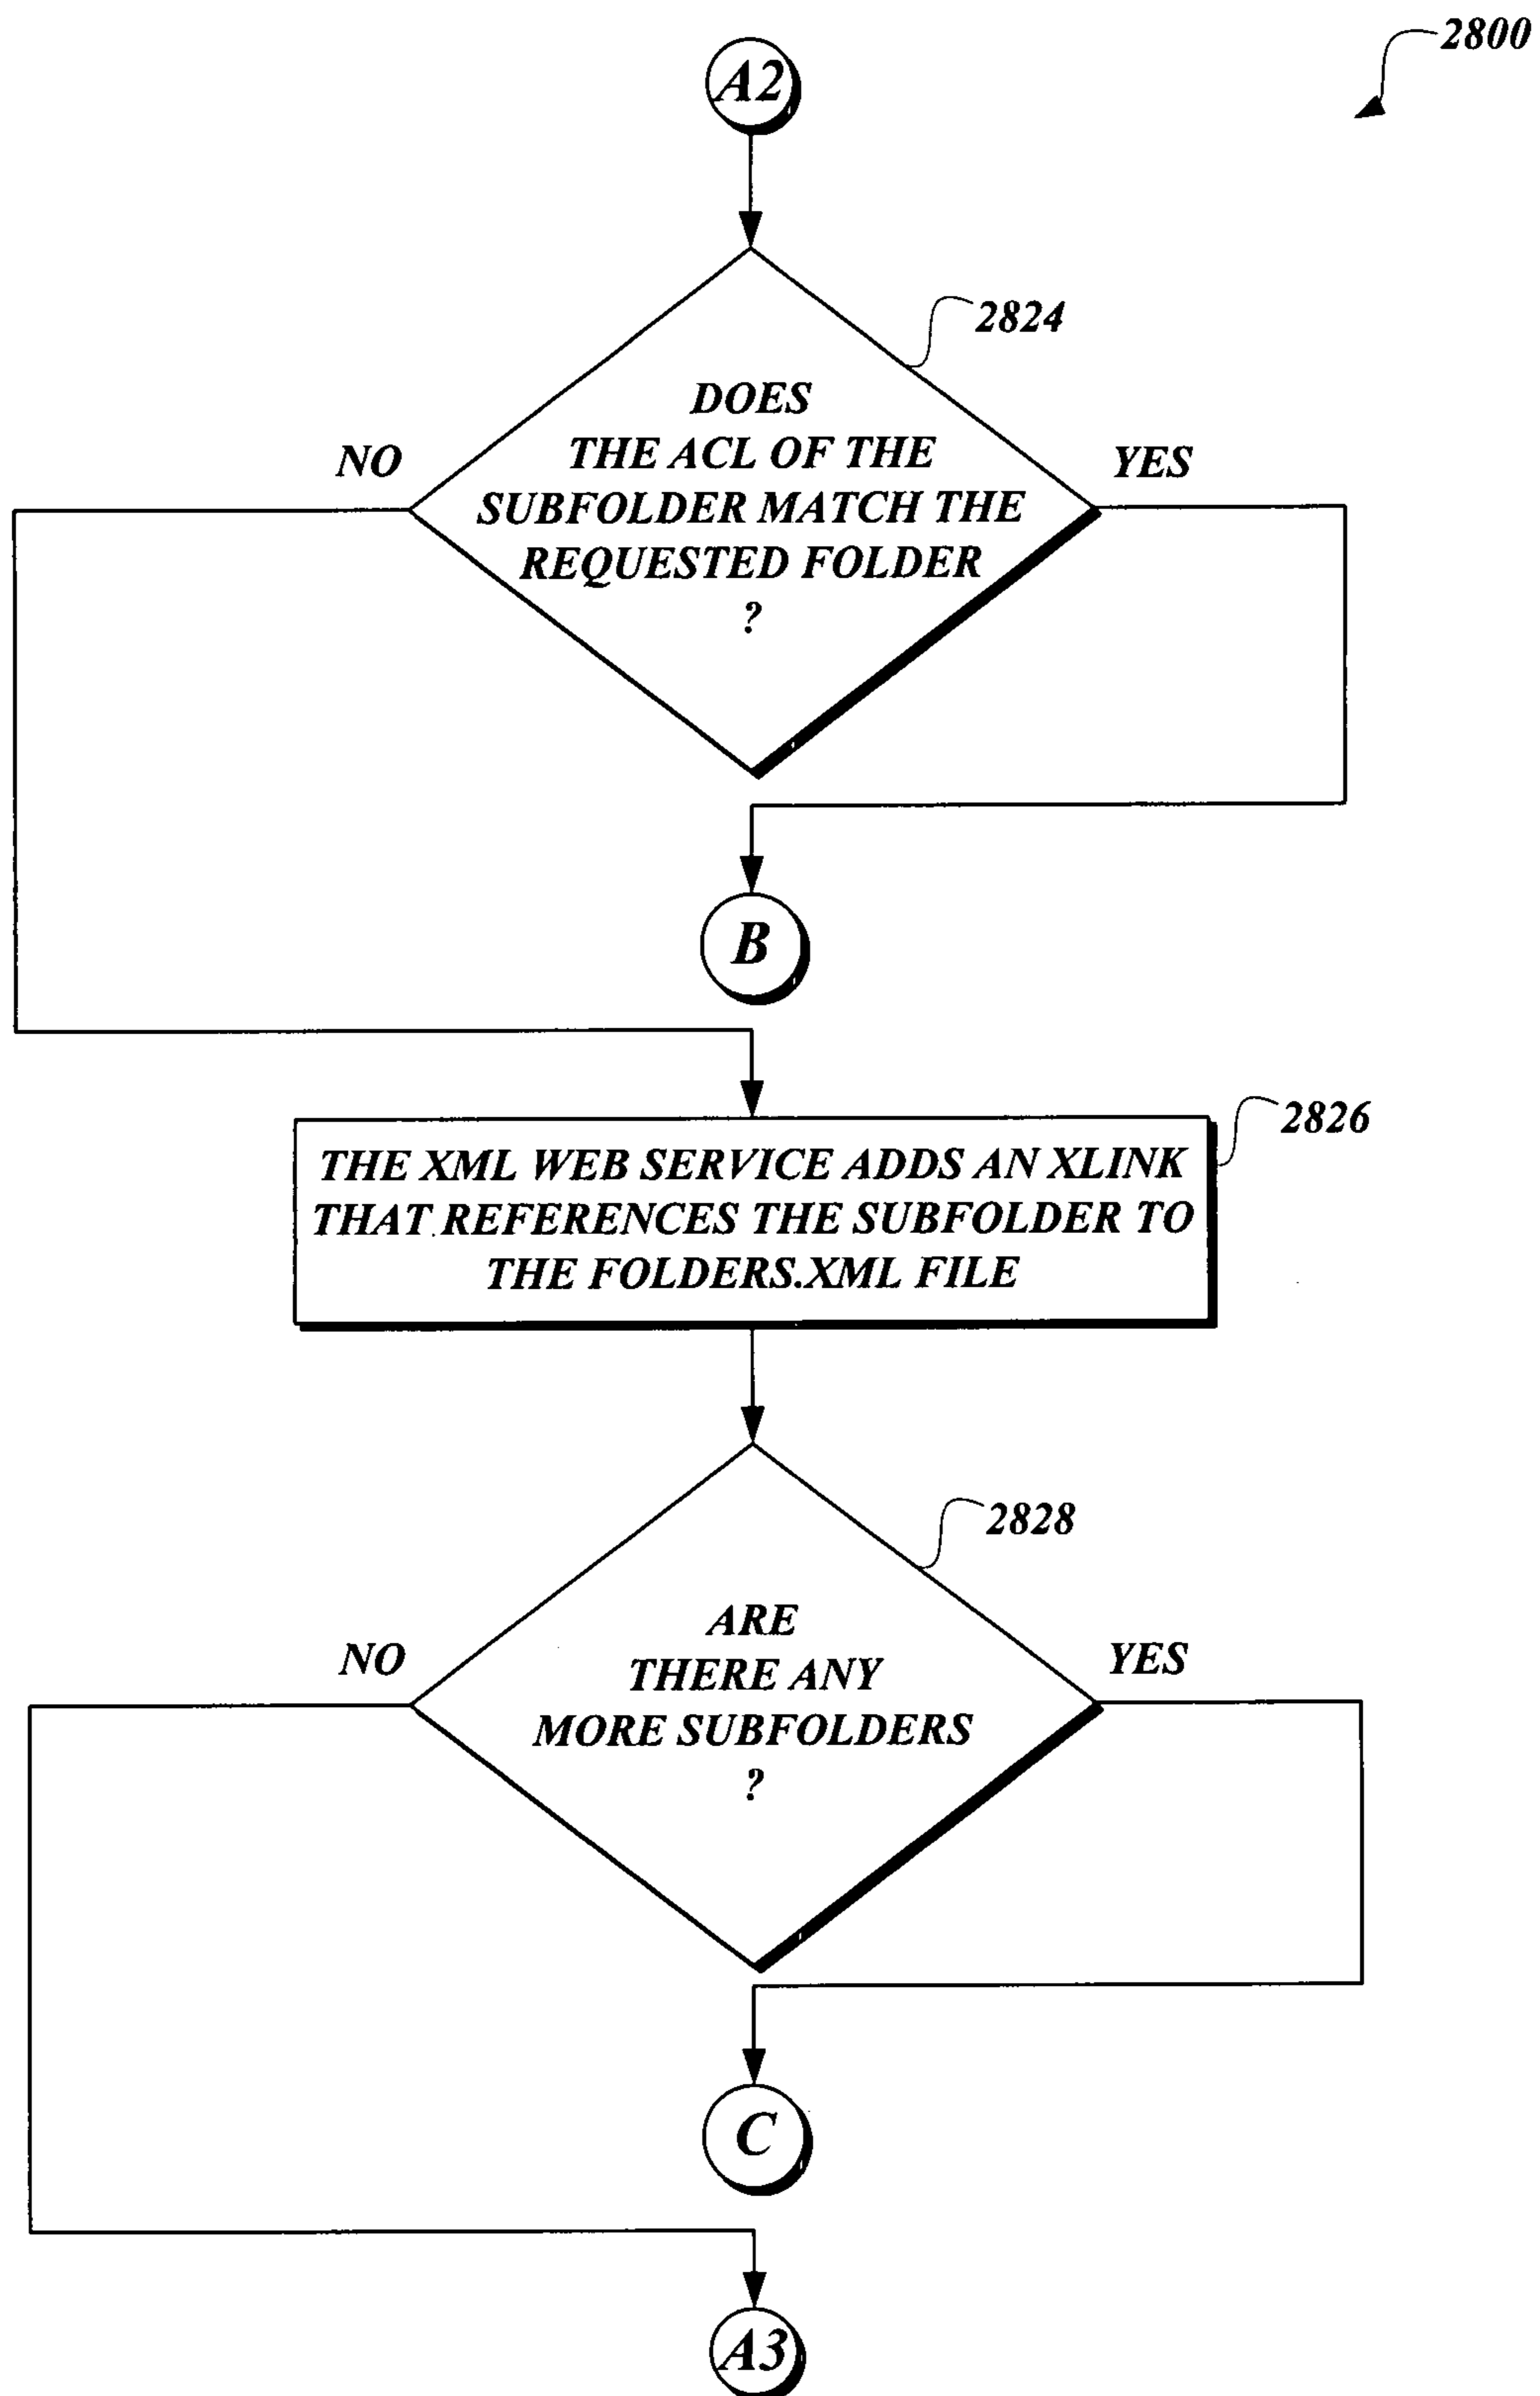 2800
A2
2824
DOES
THE ACL OF THE
SUBFOLDER MATCH THE
REQUESTED FOLDER
?
NO
YES
B
2826
THE XML WEB SERVICE ADDS AN XLINK
THAT REFERENCES THE SUBFOLDER TO
THE FOLDERS.XML FILE
2828
ARE
THERE ANY
MORE SUBFOLDERS
?
NO
YES
C
A3